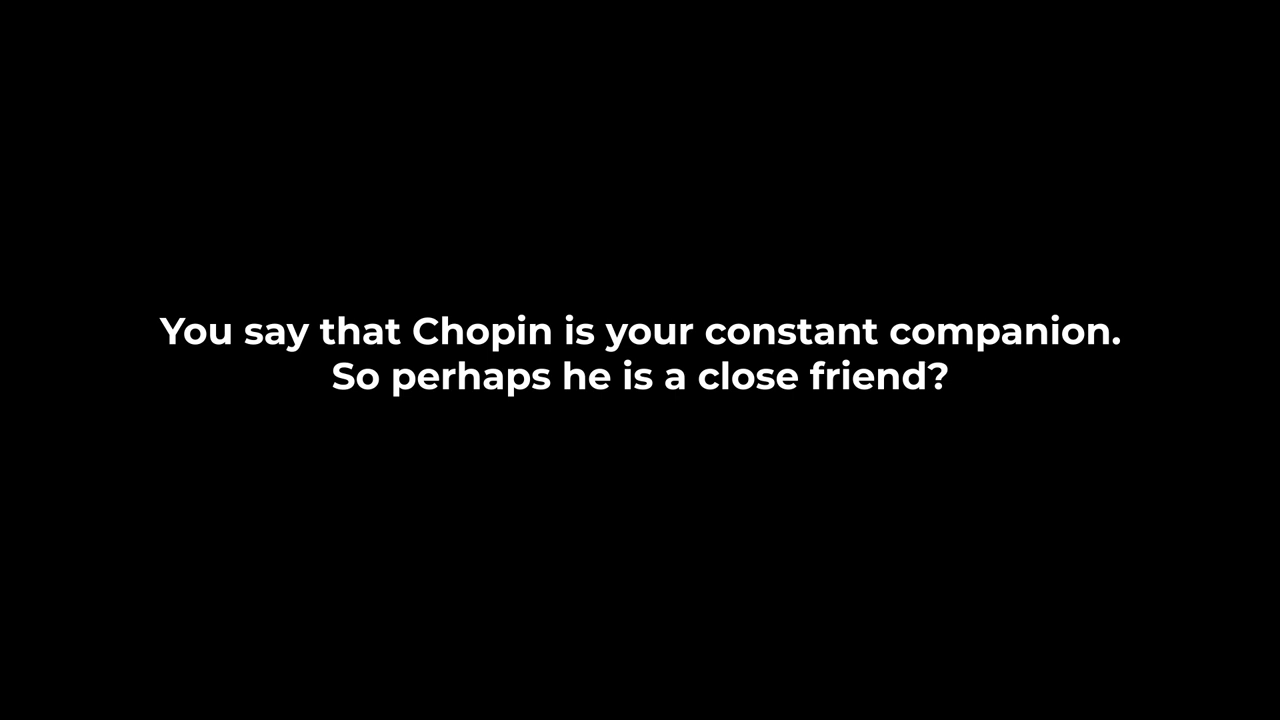 You say that Chopin is your constant companion.
So perhaps he is a close friend?